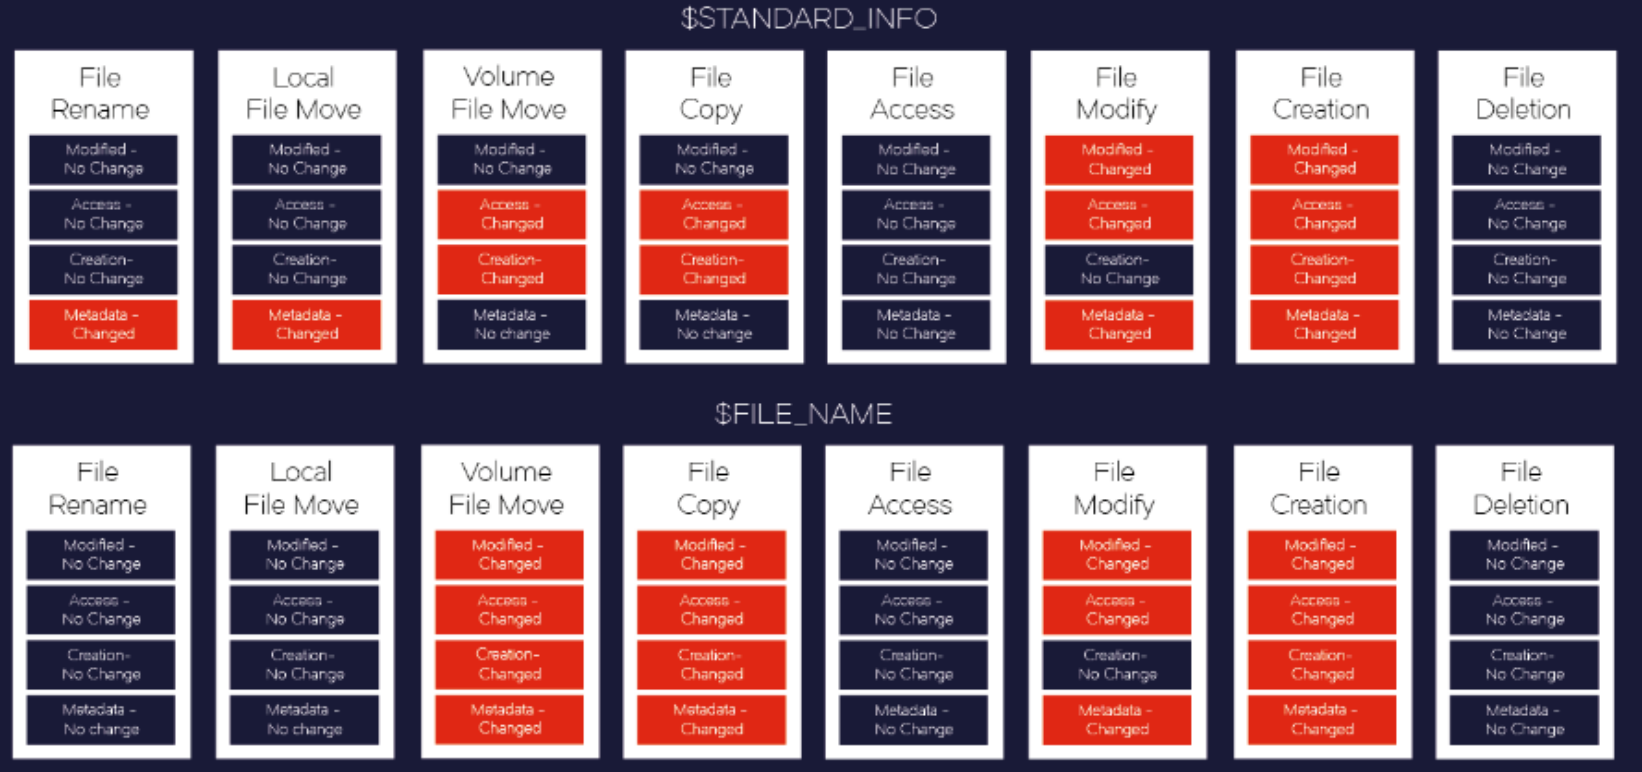 $STANDARD_INFO
File
Rename
Modified -
No Change
Access -
No Change
Creation-
No Change
Metadata -
Changed
Local
File Move
Modified -
No Change
Access -
No Change
Creation-
No Change
Metadata -
Changed
Volume
File Move
Modified -
No Change
Access -
Changed
Creation-
Changed
Metadata -
No change
File
Copy
Modified -
No Change
Access -
Changed
Creation-
Changed
Metadata -
No change
File
Access
Modified -
No Change
Access -
No Change
Creation-
No Change
Metadata -
No Change
File
Modify
Modified -
Changed
Access -
Changed
Creation-
No Change
Metadata -
Changed
File
Creation
Modified -
Changed
Access -
Changed
Creation-
Changed
Metadata -
Changed
File
Deletion
Modified -
No Change
Access -
No Change
Creation-
No Change
Metadata -
No Change
$FILE_NAME
File
Rename
Modified -
No Change
Access -
No Change
Creation-
No Change
Metadata -
No change
Local
File Move
Modified -
No Change
Access -
No Change
Creation-
No Change
Metadata -
No change
Volume
File Move
Modified -
Changed
Access -
Changed
Creation-
Changed
Metadata -
Changed
File
Copy
Modified -
Changed
Access -
Changed
Creation-
Changed
Metadata -
Changed
File
Access
Modified -
No Change
Access -
No Change
Creation-
No Change
Metadata -
No Change
File
Modify
Modified -
Changed
Access -
Changed
Creation-
No Change
Metadata -
Changed
File
Creation
Modified -
Changed
Access -
Changed
Creation-
Changed
Metadata -
Changed
File
Deletion
Modified -
No Change
Access -
No Change
Creation-
No Change
Metadata -
No Change